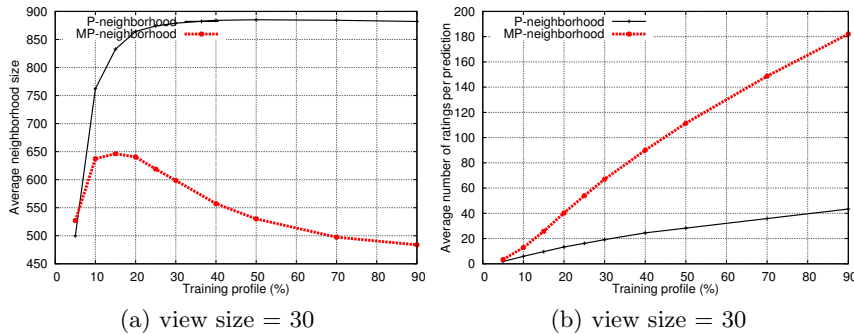 900
850
800
750
700
650
600
550
500
450
0 10 20 30 40 50 60 70 80 90
Average neighborhood size
Training profile (%)
P-neighborhood
MP-neighborhood
(a) view size = 30
200
180
160
140
120
100
80
60
40
20
0
0 10 20 30 40 50 60 70 80 90
Average number of ratings per prediction
Training profile (%)
P-neighborhood
MP-neighborhood
(b) view size = 30